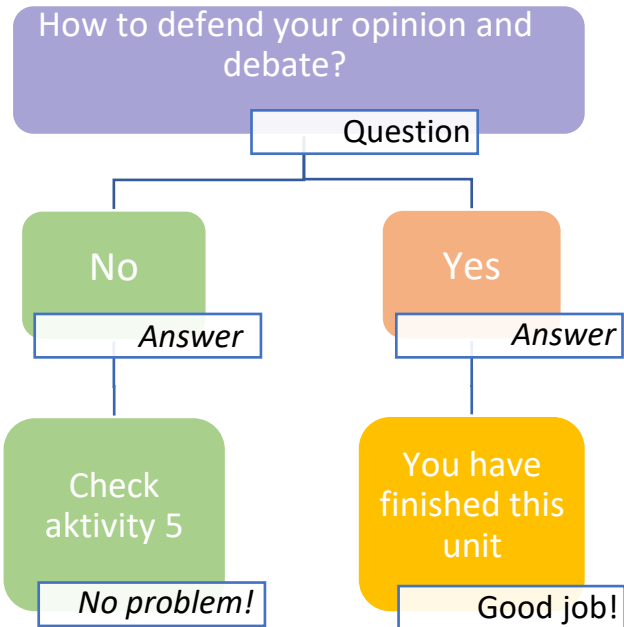 How to defend your opinion and
debate?
Question
No
Answer
Yes
Answer
Check
aktivity 5
No problem!
You have
finished this
unit
Good job!